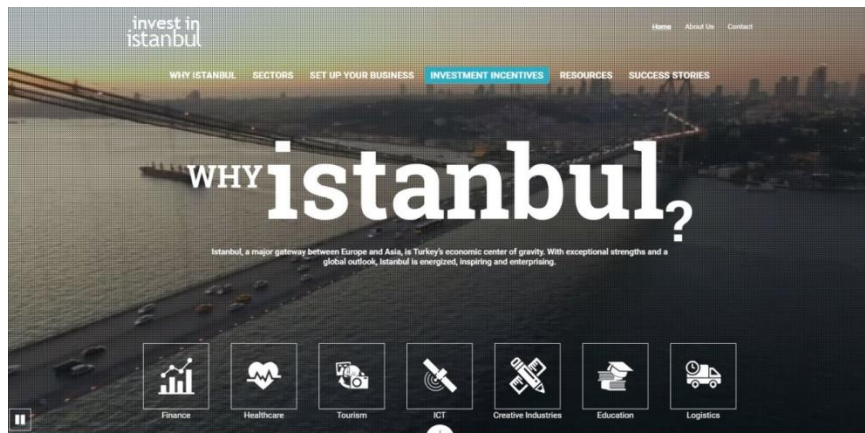 invest in
istanbul
Home About Us Contact
WHY ISTANBUL SECTORS SET UP YOUR BUSINESS INVESTMENT INCENTIVES RESOURCES SUCCESS STORIES
WHY istanbul?
Istanbul, a major gateway between Europe and Asia, is Turkey's economic center of gravity. With exceptional strengths and a
global outlook, Istanbul is energized, inspiring and enterprising.
Finance Healthcare Tourism ICT Creative Industries Education Logistics